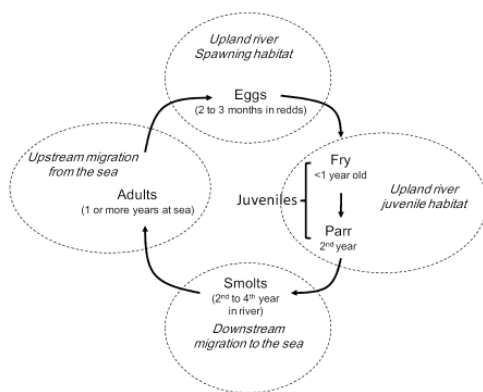 Upland river
Spawning habitat
Eggs
(2 to 3 months in redds)
Upstream migration
from the sea
Adults
(1 or more years at sea)
Juveniles
Fry
<1 year old
Parr
2nd year
Upland river
juvenile habitat
Smolts
(2nd to 4th year
in river)
Downstream
migration to the sea